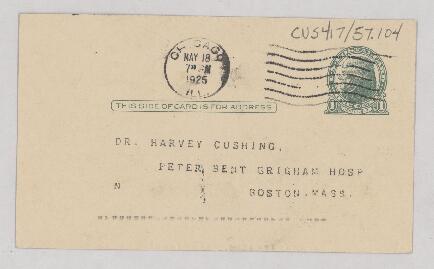 CUS417/57.104
CHICAGO
MAY 18
7 PM
1925
ILL.
THIS SIDE OF CARD IS FOR ADDRESS
DR. HARVEY CUSHING,
PETER BENT GRIGHAM HOSP
N
BOSTON.MASS.